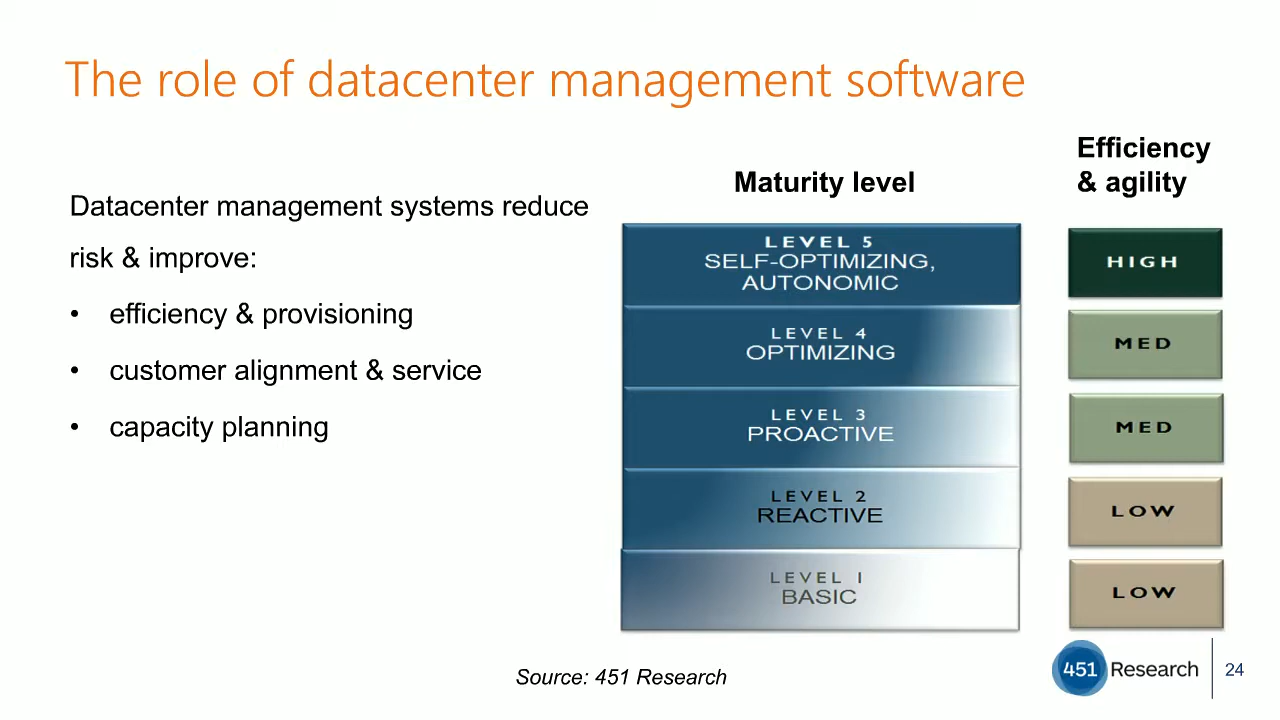 The role of datacenter management software
Datacenter management systems reduce
risk & improve:
• efficiency & provisioning
• customer alignment & service
• capacity planning
Maturity level
LEVEL 5
SELF-OPTIMIZING,
AUTONOMIC
LEVEL 4
OPTIMIZING
LEVEL 3
PROACTIVE
LEVEL 2
REACTIVE
LEVEL 1
BASIC
Efficiency
& agility
HIGH
MED
MED
LOW
LOW
Source: 451 Research
451 Research
24